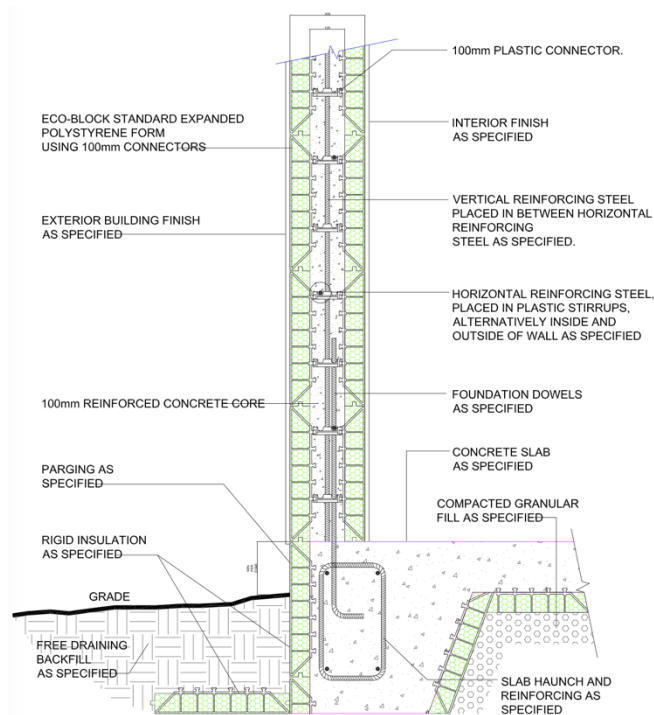 100mm PLASTIC CONNECTOR.
ECO-BLOCK STANDARD EXPANDED
POLYSTYRENE FORM
USING 100mm CONNECTORS
INTERIOR FINISH
AS SPECIFIED
VERTICAL REINFORCING STEEL
PLACED IN BETWEEN HORIZONTAL
REINFORCING
STEEL AS SPECIFIED.
EXTERIOR BUILDING FINISH
AS SPECIFIED
HORIZONTAL REINFORCING STEEL,
PLACED IN PLASTIC STIRRUPS,
ALTERNATIVELY INSIDE AND
OUTSIDE OF WALL AS SPECIFIED
100mm REINFORCED CONCRETE CORE
FOUNDATION DOWELS
AS SPECIFIED
CONCRETE SLAB
AS SPECIFIED
PARGING AS
SPECIFIED
COMPACTED GRANULAR
FILL AS SPECIFIED
RIGID INSULATION
AS SPECIFIED
GRADE
FREE DRAINING
BACKFILL
AS SPECIFIED
SLAB HAUNCH AND
REINFORCING AS
SPECIFIED